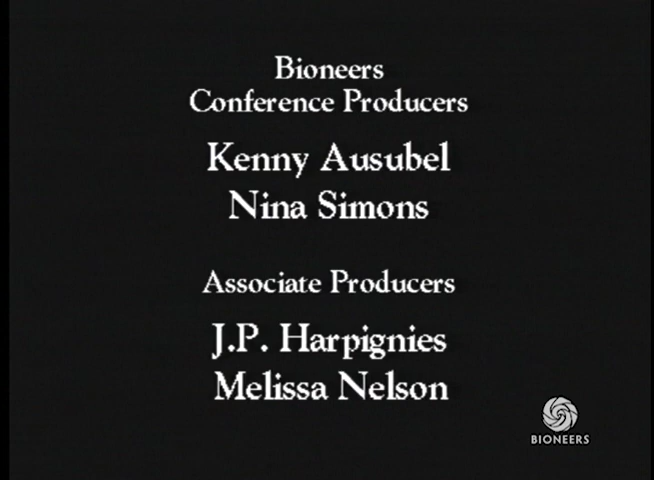 Bioneers
Conference Producers
Kenny Ausubel
Nina Simons
Associate Producers
J.P. Harpignies
Melissa Nelson
BIONEERS